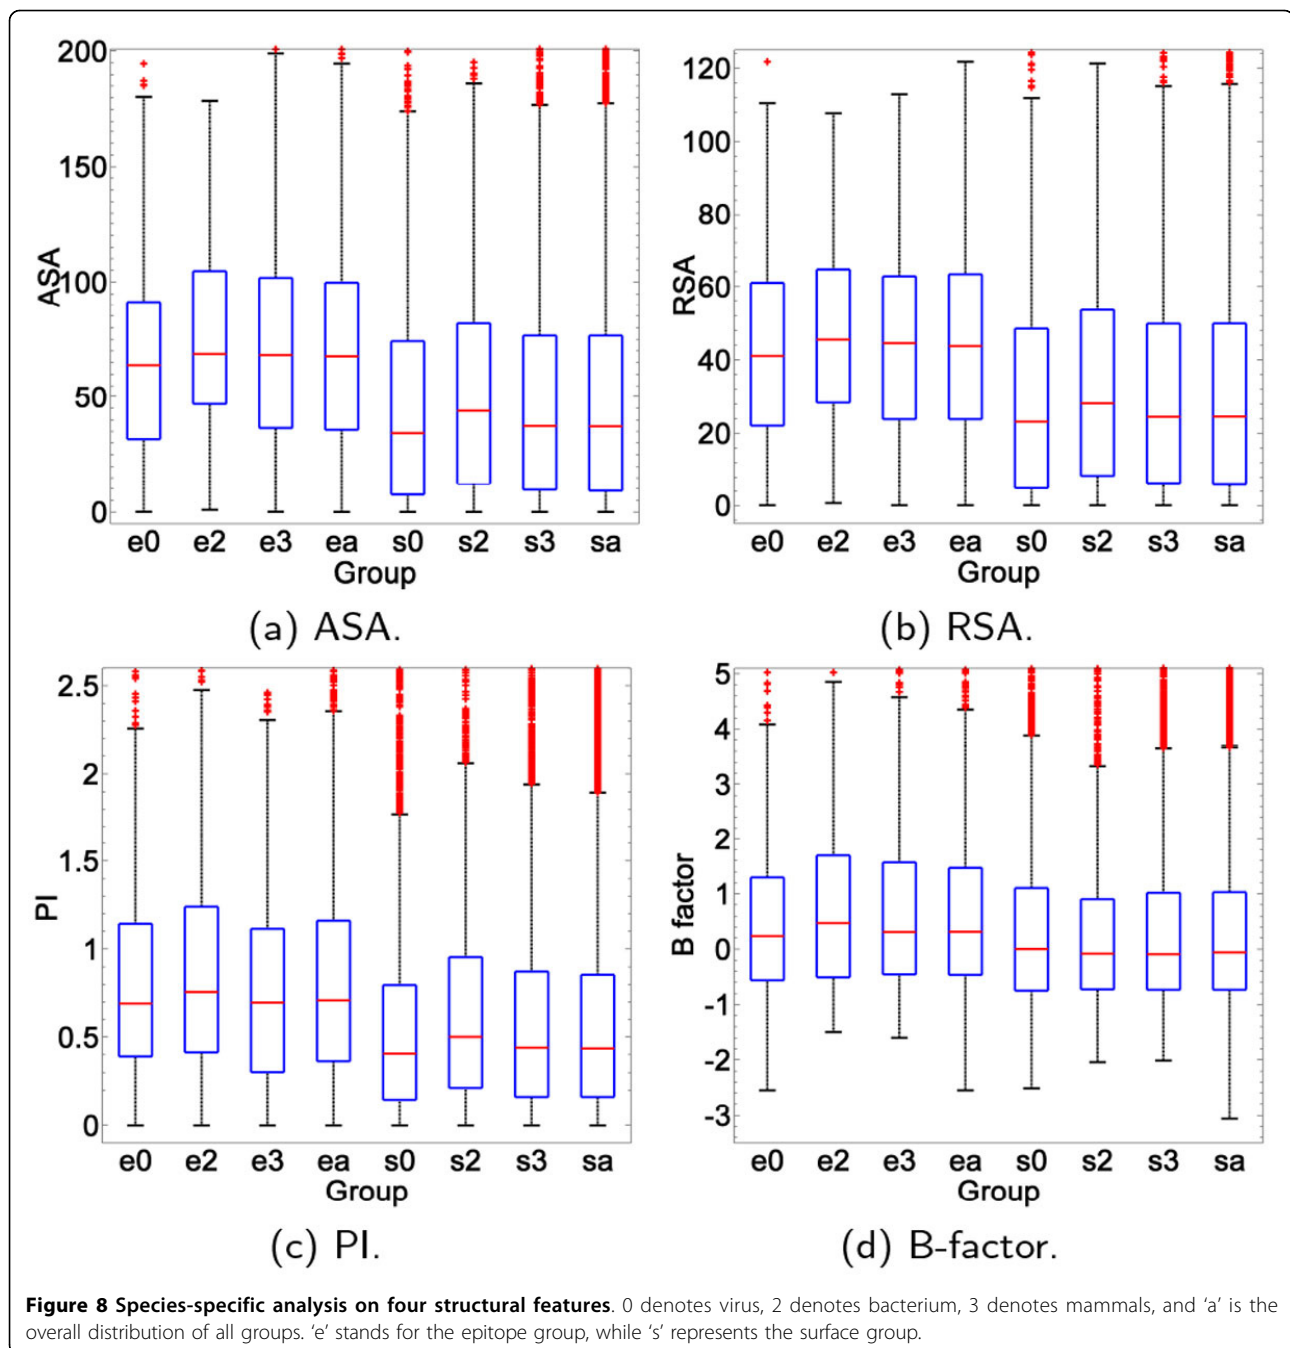 200
150
100
50
0
ASA
e0 e2 e3 ea s0 s2 s3 sa
Group
(a) ASA.
120
100
80
60
40
20
0
RSA
e0 e2 e3 ea s0 s2 s3 sa
Group
(b) RSA.
2.5
2
1.5
1
0.5
0
PI
e0 e2 e3 ea s0 s2 s3 sa
Group
(c) PI.
5
4
3
2
1
0
-1
-2
-3
B factor
e0 e2 e3 ea s0 s2 s3 sa
Group
(d) B-factor.
Figure 8 Species-specific analysis on four structural features. 0 denotes virus, 2 denotes bacterium, 3 denotes mammals, and ‘a’ is the
overall distribution of all groups. ‘e’ stands for the epitope group, while ‘s’ represents the surface group.